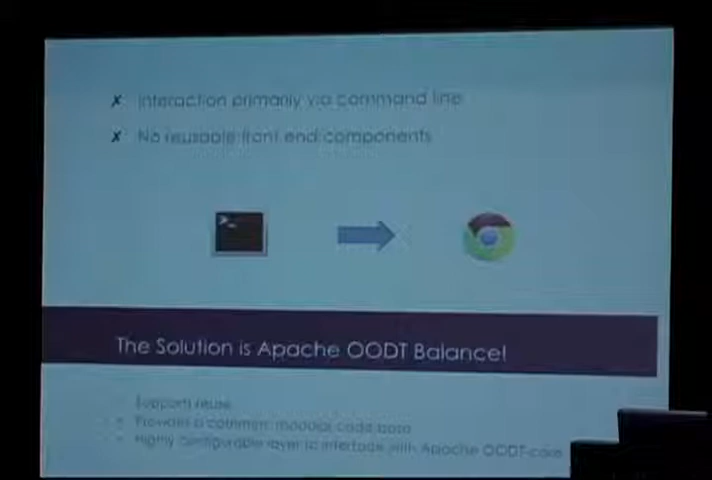 Interaction primarily via command line
No reusable front end components
The Solution is Apache OODT Balance!
Supports reuse
Provides a common, modular code base
Highly configurable layer to interface with Apache OODT-core